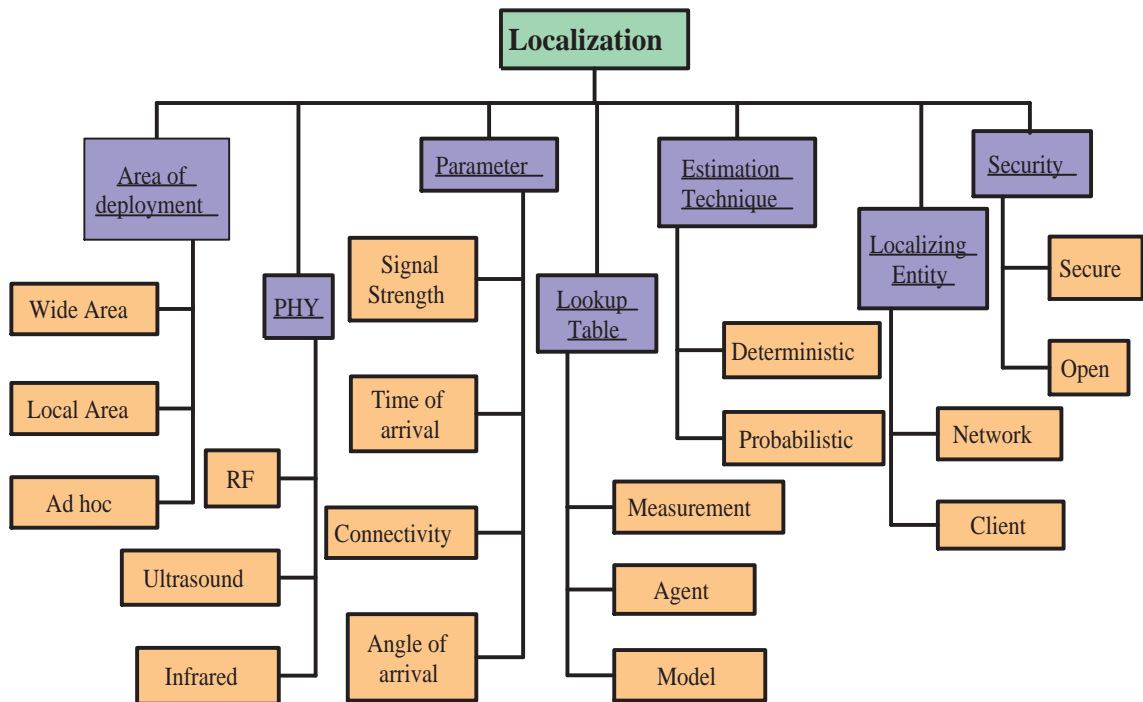 Localization
Area of
deployment
Wide Area
Local Area
Ad hoc
PHY
RF
Ultrasound
Infrared
Parameter
Signal
Strength
Time of
arrival
Connectivity
Angle of
arrival
Lookup
Table
Measurement
Agent
Model
Estimation
Technique
Deterministic
Probabilistic
Localizing
Entity
Network
Client
Security
Secure
Open